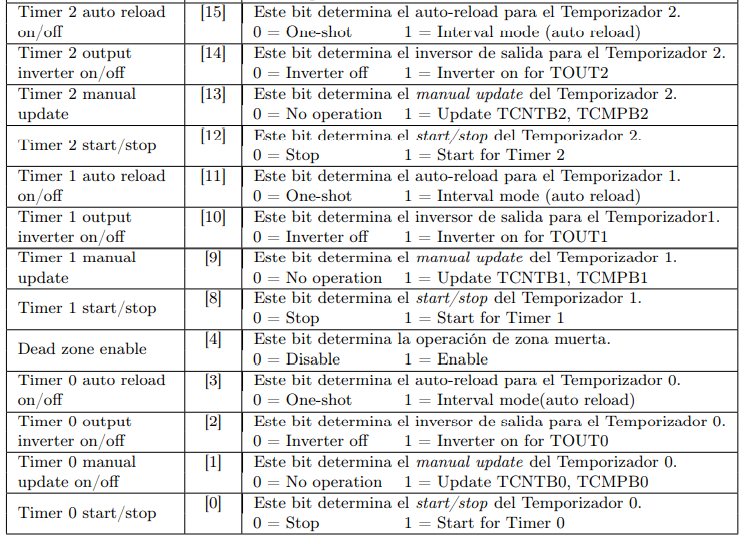 Timer 2 auto reload [15] Este bit determina el auto-reload para el Temporizador 2.
on/off 0 = One-shot 1 = Interval mode (auto reload)
Timer 2 output [14] Este bit determina el inversor de salida para el Temporizador 2.
inverter on/off 0 = Inverter off 1 = Inverter on for TOUT2
Timer 2 manual [13] Este bit determina el manual update del Temporizador 2.
update 0 = No operation 1 = Update TCNTB2, TCMPB2
Timer 2 start/stop [12] Este bit determina el start/stop del Temporizador 2.
0 = Stop 1 = Start for Timer 2
Timer 1 auto reload [11] Este bit determina el auto-reload para el Temporizador 1.
on/off 0 = One-shot 1 = Interval mode (auto reload)
Timer 1 output [10] Este bit determina el inversor de salida para el Temporizador1.
inverter on/off 0 = Inverter off 1 = Inverter on for TOUT1
Timer 1 manual [9] Este bit determina el manual update del Temporizador 1.
update 0 = No operation 1 = Update TCNTB1, TCMPB1
Timer 1 start/stop [8] Este bit determina el start/stop del Temporizador 1.
0 = Stop 1 = Start for Timer 1
Dead zone enable [4] Este bit determina la operación de zona muerta.
0 = Disable 1 = Enable
Timer 0 auto reload [3] Este bit determina el auto-reload para el Temporizador 0.
on/off 0 = One-shot 1 = Interval mode(auto reload)
Timer 0 output [2] Este bit determina el inversor de salida para el Temporizador 0.
inverter on/off 0 = Inverter off 1 = Inverter on for TOUT0
Timer 0 manual [1] Este bit determina el manual update del Temporizador 0.
update on/off 0 = No operation 1 = Update TCNTB0, TCMPB0
Timer 0 start/stop [0] Este bit determina el start/stop del Temporizador 0.
0 = Stop 1 = Start for Timer 0